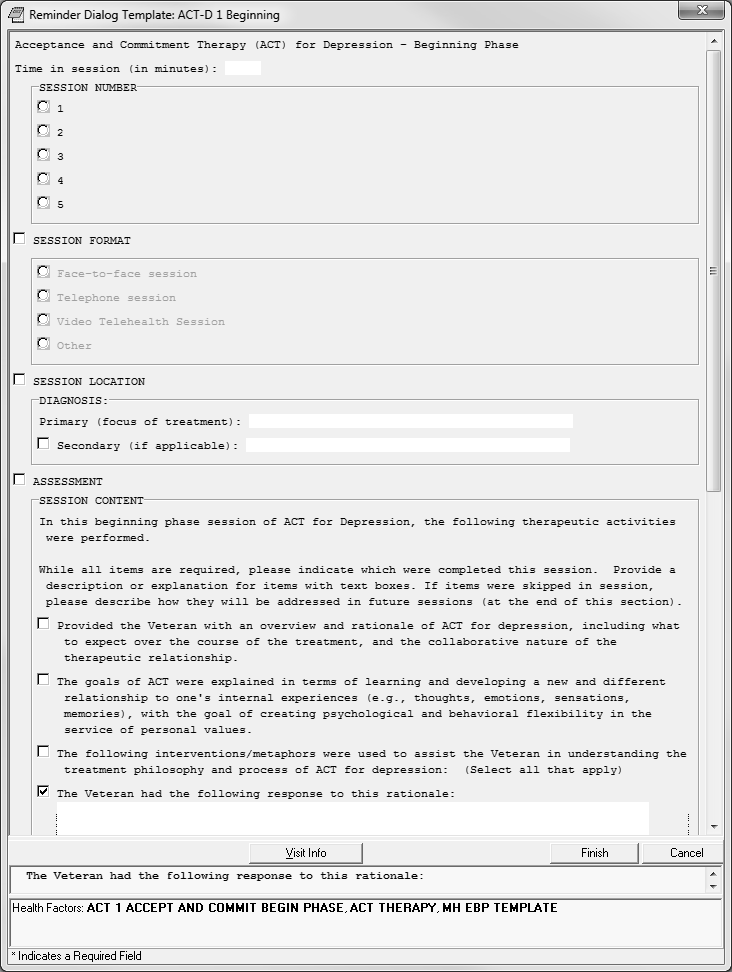 Reminder Dialog Template: ACT-D 1 Beginning
Acceptance and Commitment Therapy (ACT) for Depression - Beginning Phase
Time in session (in minutes):
SESSION NUMBER
1
2
3
4
5
SESSION FORMAT
Face-to-face session
Telephone session
Video Telehealth Session
Other
SESSION LOCATION
DIAGNOSIS:
Primary (focus of treatment):
Secondary (if applicable):
ASSESSMENT
SESSION CONTENT
In this beginning phase session of ACT for Depression, the following therapeutic activities
were performed.
While all items are required, please indicate which were completed this session.  Provide a
description or explanation for items with text boxes. If items were skipped in session,
please describe how they will be addressed in future sessions (at the end of this section).
Provided the Veteran with an overview and rationale of ACT for depression, including what
to expect over the course of the treatment, and the collaborative nature of the
therapeutic relationship.
The goals of ACT were explained in terms of learning and developing a new and different
relationship to one's internal experiences (e.g., thoughts, emotions, sensations,
memories), with the goal of creating psychological and behavioral flexibility in the
service of personal values.
The following interventions/metaphors were used to assist the Veteran in understanding the
treatment philosophy and process of ACT for depression:  (Select all that apply)
The Veteran had the following response to this rationale:
Visit Info Finish Cancel
The Veteran had the following response to this rationale:
Health Factors: ACT 1 ACCEPT AND COMMIT BEGIN PHASE, ACT THERAPY, MH EBP TEMPLATE
* Indicates a Required Field